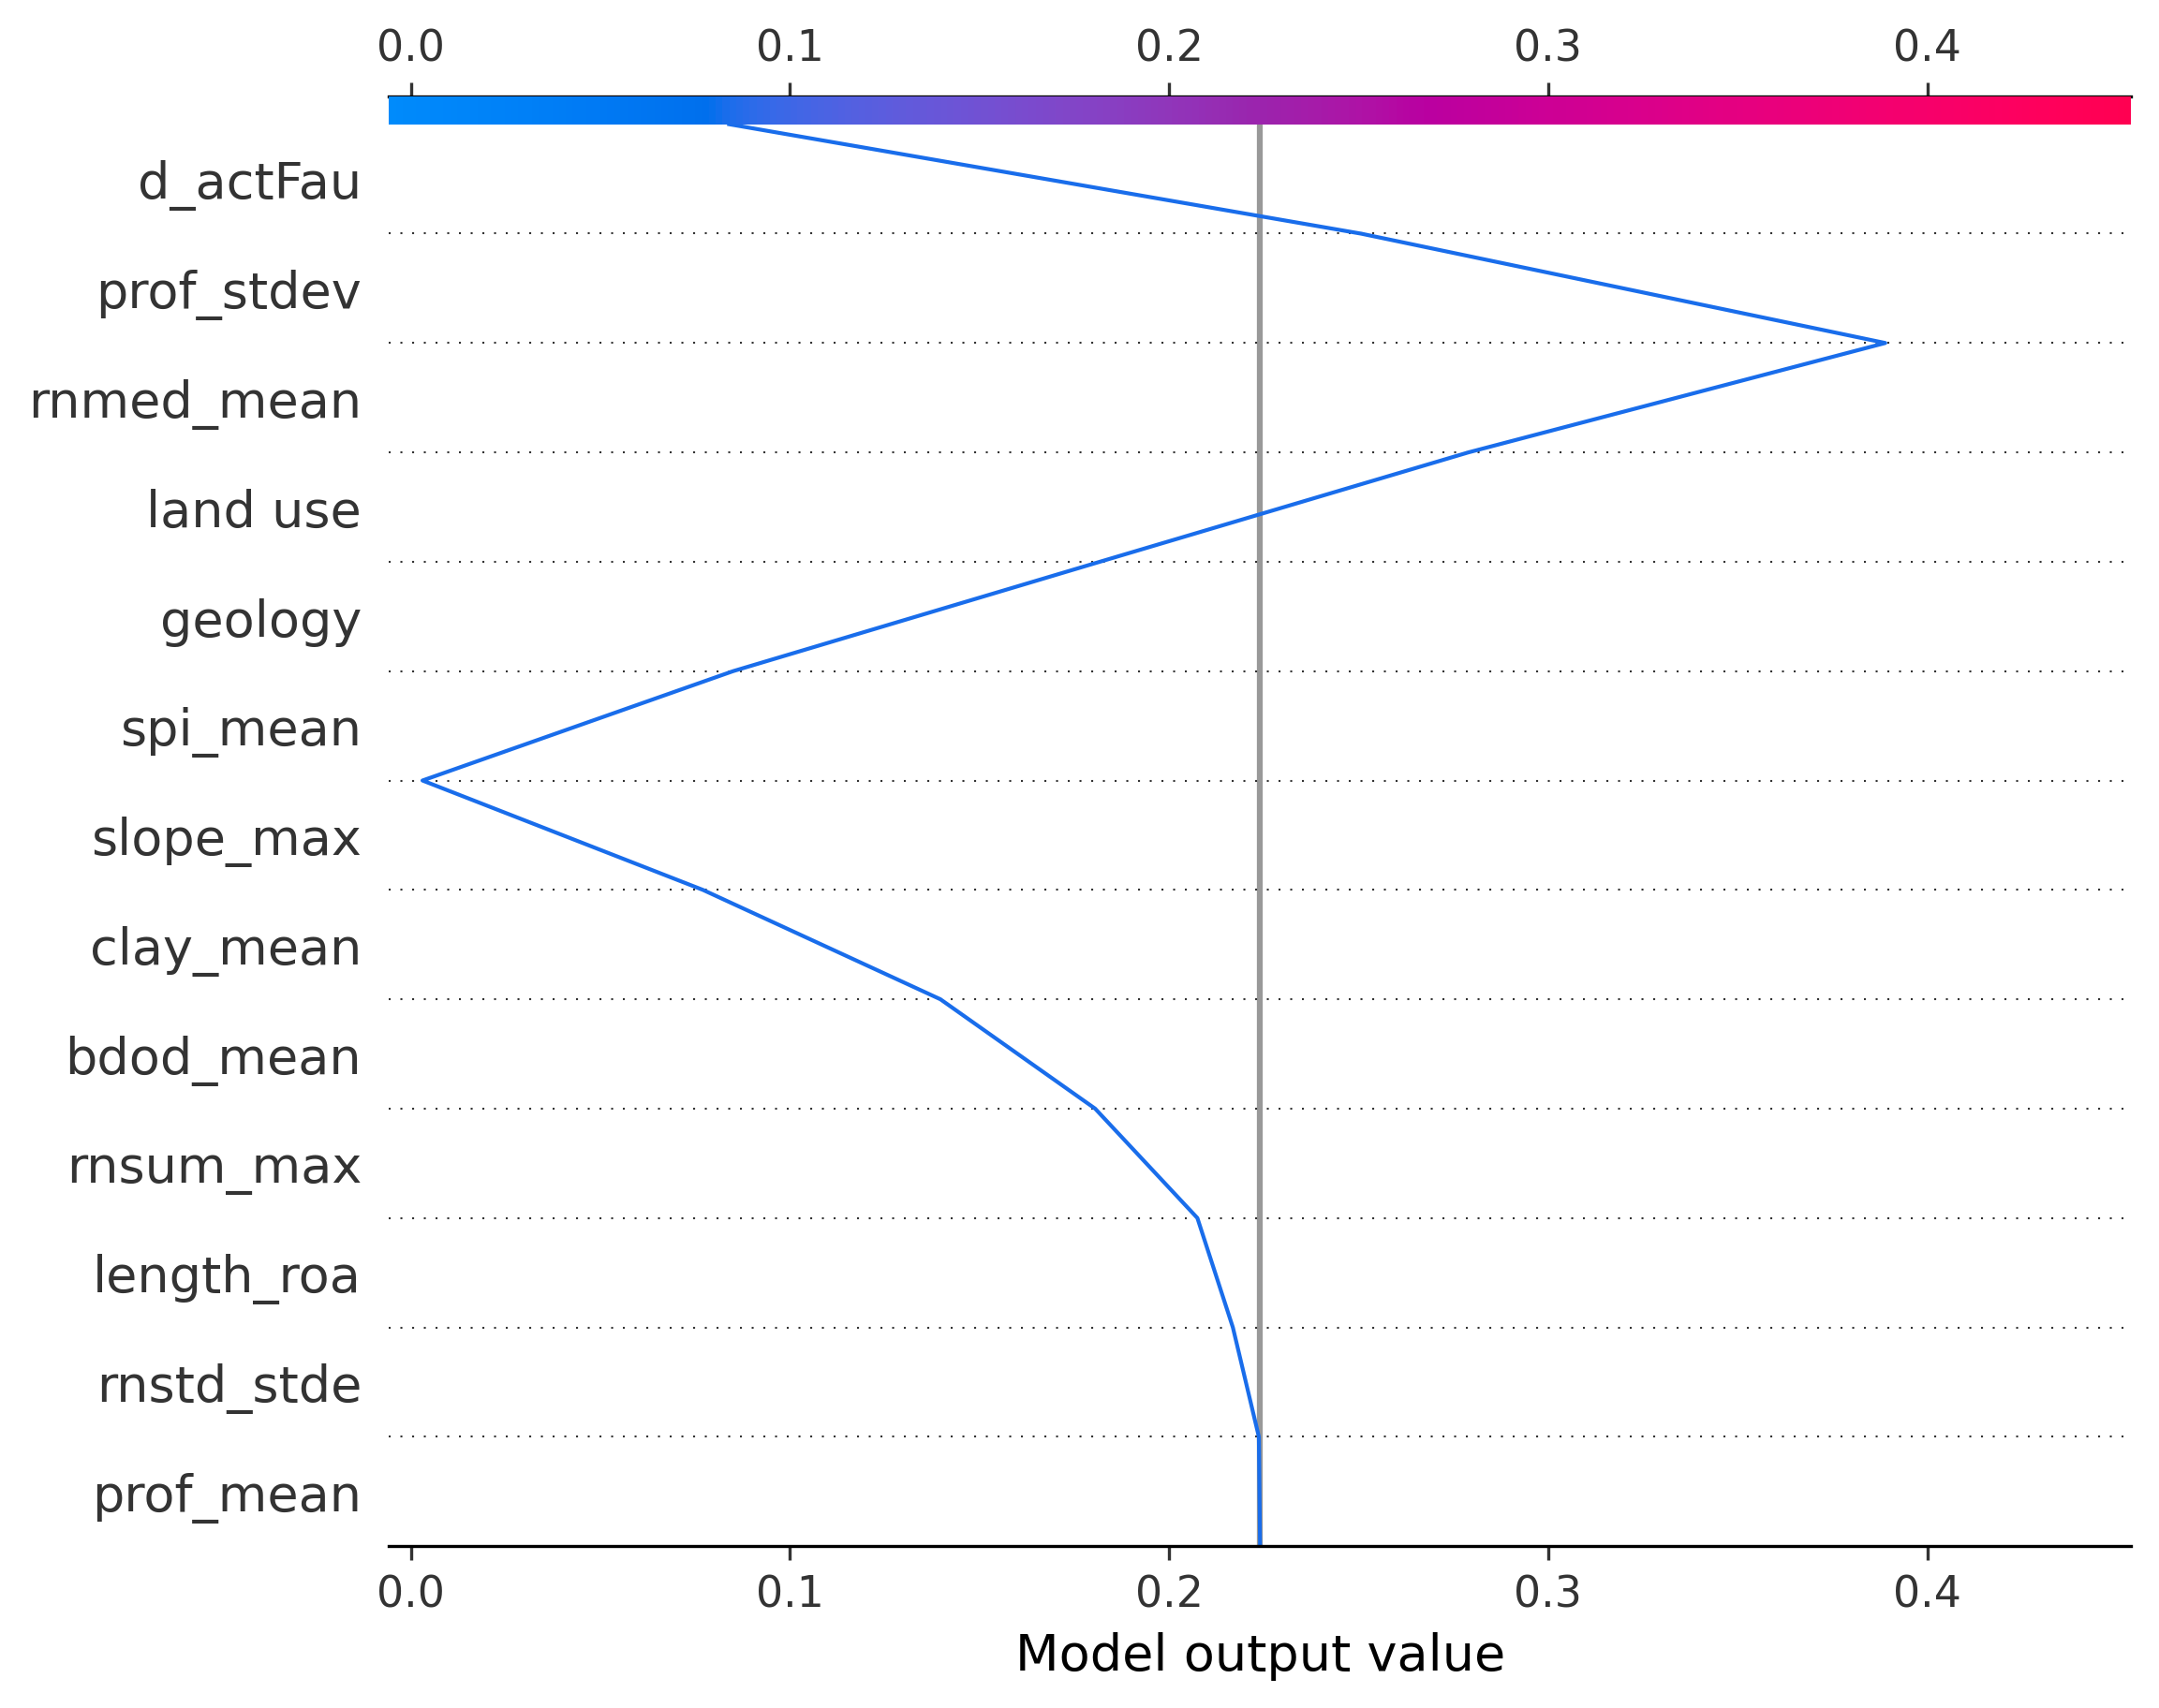 0.0 0.1 0.2 0.3 0.4
d_actFau
prof_stdev
rnmed_mean
land use
geology
spi_mean
slope_max
clay_mean
bdod_mean
rnsum_max
length_roa
rnstd_stde
prof_mean
0.0 0.1 0.2 0.3 0.4
Model output value